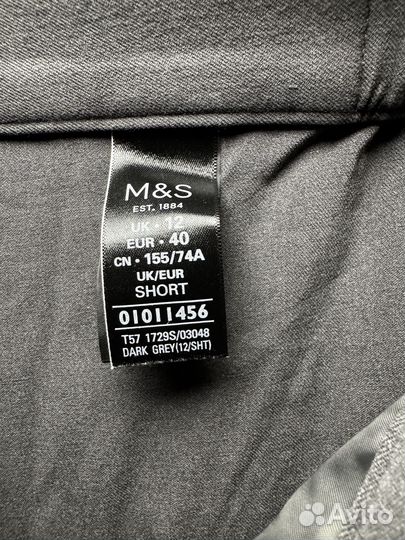 M&S
EST. 1884
UK • 12
EUR • 40
CN • 155/74A
UK/EUR
SHORT
01011456
T57 1729S/03048
DARK GREY(12/SHT)
Avito